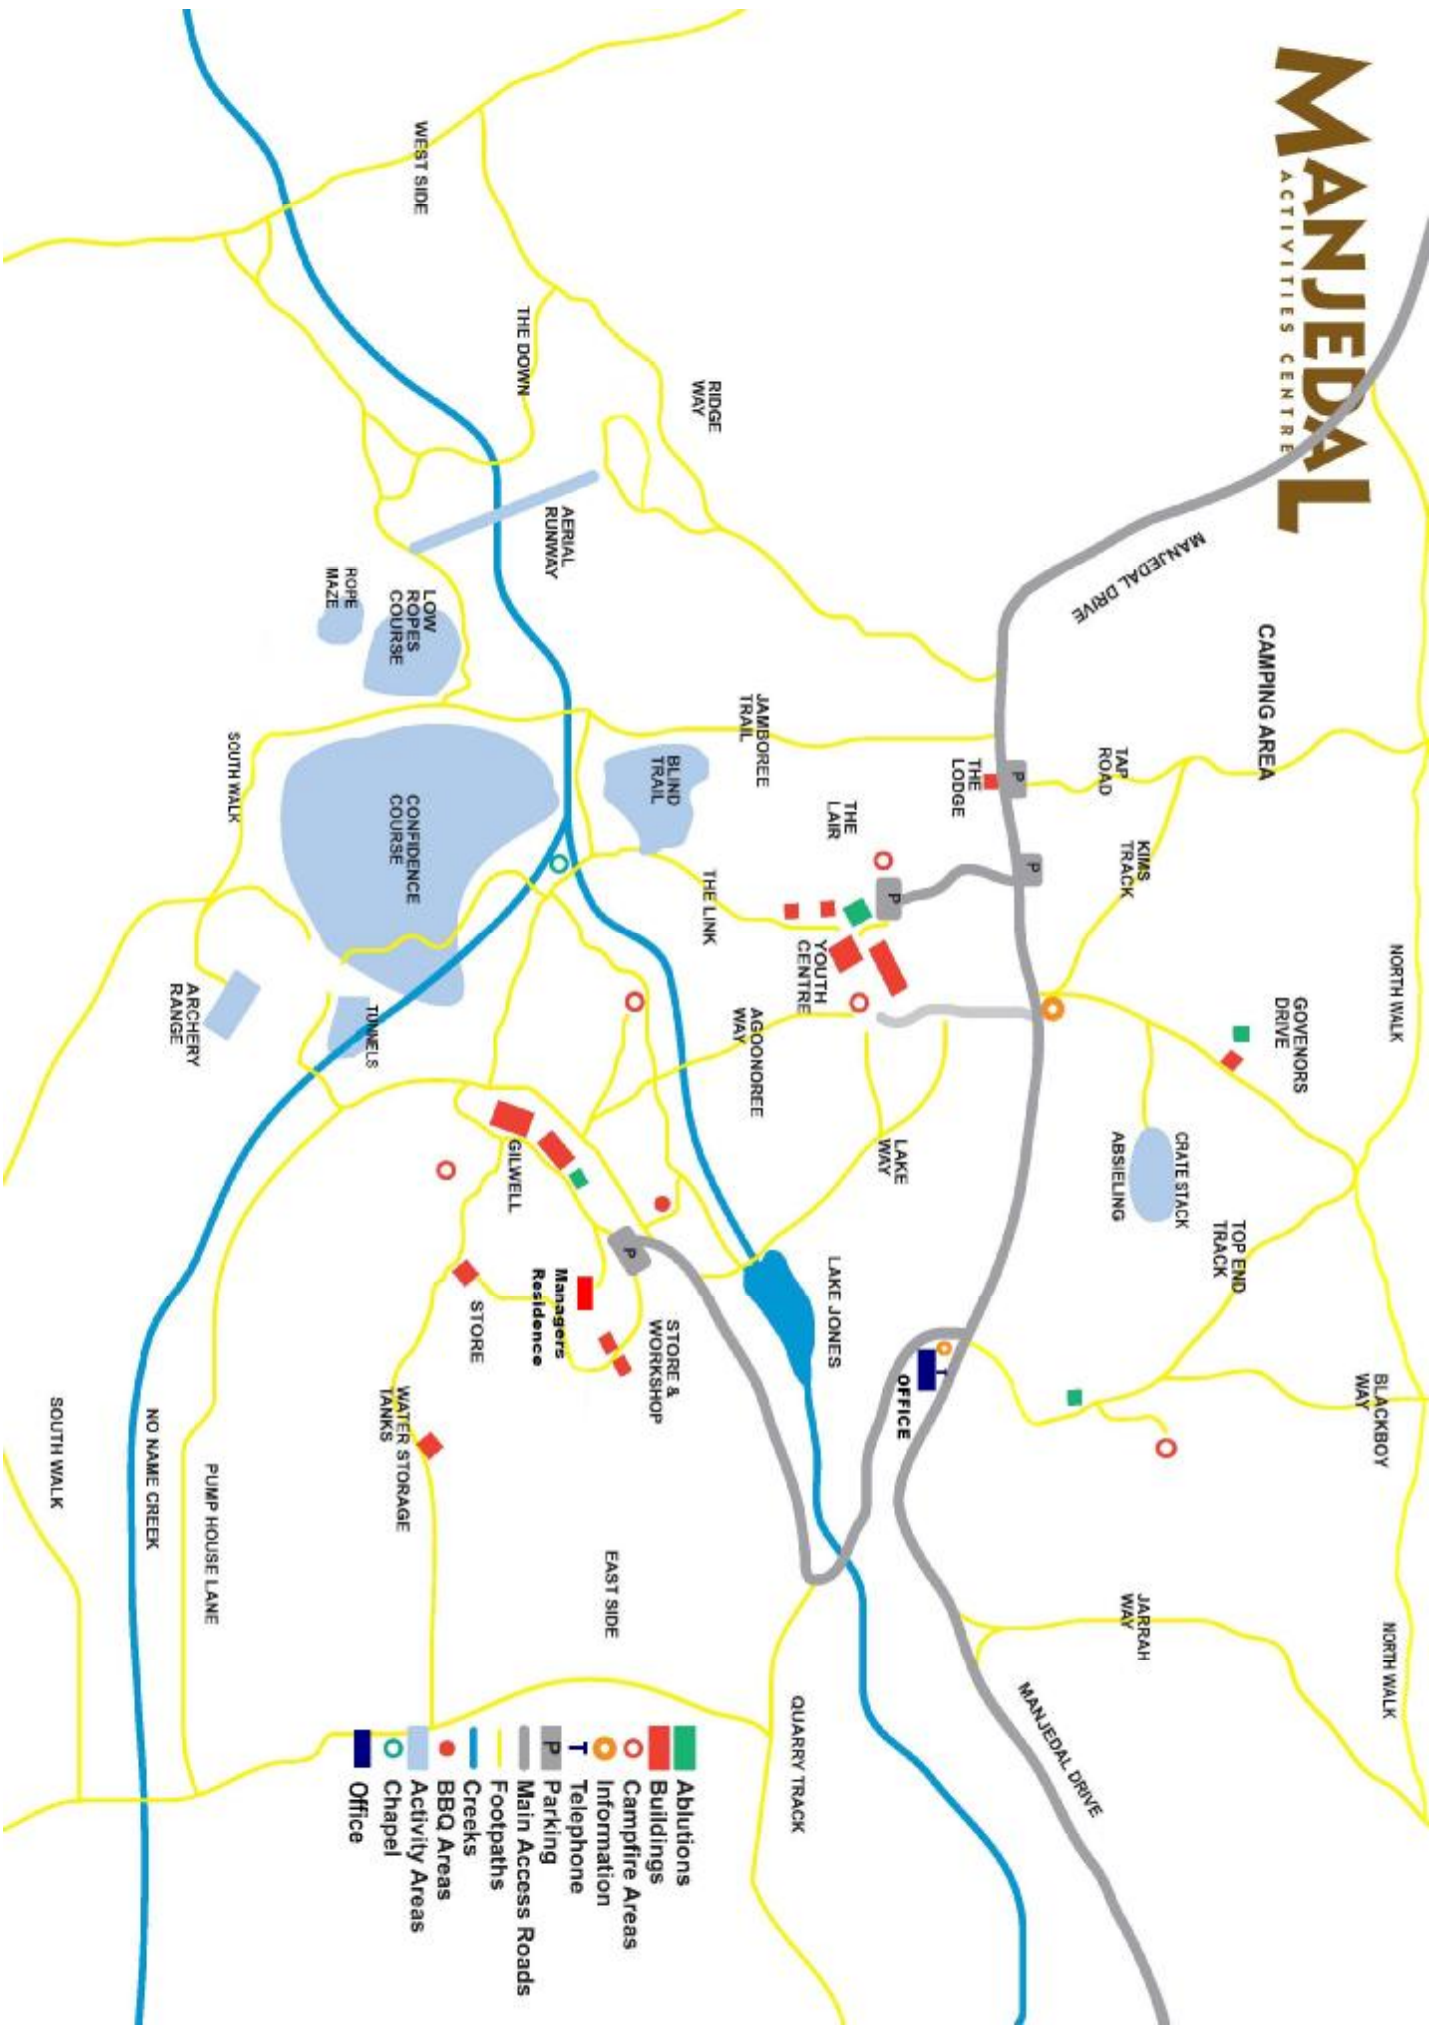 MANJEDAL
ACTIVITIES CENTRE
MANJEDAL DRIVE
CAMPING AREA
NORTH WALK
TAP
ROAD
KIMS
TRACK
GOVENORS
DRIVE
CRATE STACK
ABSIELING
TOP END
TRACK
BLACKBOY
WAY
NORTH WALK
JARRAH
WAY
MANJEDAL DRIVE
P
THE
LODGE
P
P
THE
LAIR
YOUTH
CENTRE
LAKE
WAY
T
OFFICE
LAKE JONES
WEST SIDE
THE DOWN
RIDGE
WAY
AERIAL
RUNWAY
JAMBOREE
TRAIL
BLIND
TRAIL
THE LINK
AGOONOREE
WAY
ROPE
MAZE
LOW
ROPES
COURSE
CONFIDENCE
COURSE
SOUTH WALK
ARCHERY
RANGE
TUNNELS
GILWELL
P
Managers
Residence
STORE &
WORKSHOP
STORE
WATER STORAGE
TANKS
EAST SIDE
QUARRY TRACK
PUMP HOUSE LANE
NO NAME CREEK
SOUTH WALK
Ablutions
Buildings
Campfire Areas
Information
T Telephone
P Parking
Main Access Roads
Footpaths
Creeks
BBQ Areas
Activity Areas
Chapel
Office